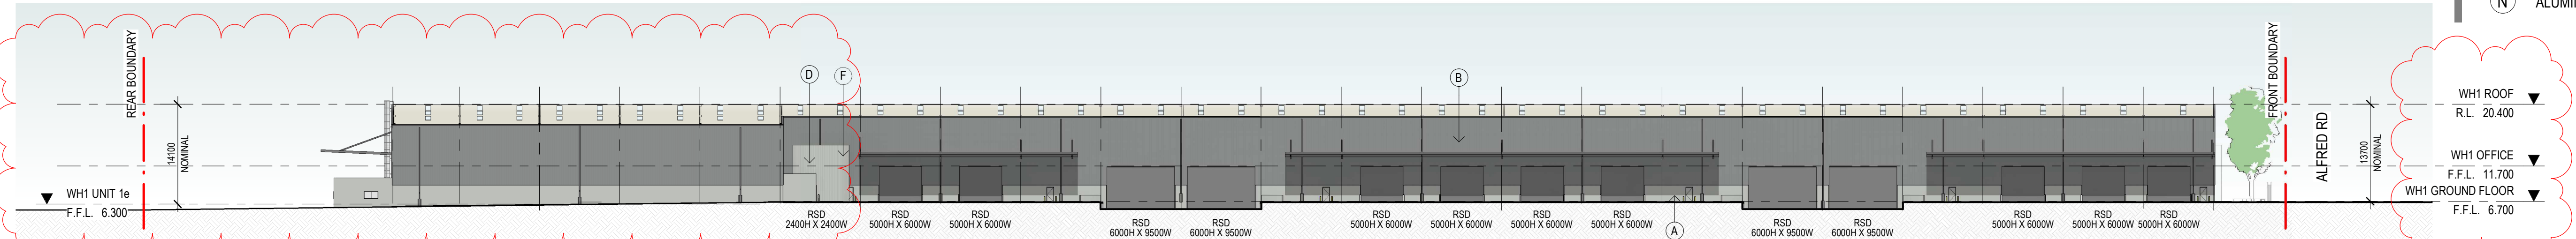 N ALUMI
REAR BOUNDARY
14100
NOMINAL
WH1 UNIT 1e
F.F.L. 6.300
D
F
B
A
RSD
2400H X 2400W
RSD
5000H X 6000W
RSD
5000H X 6000W
RSD
6000H X 9500W
RSD
6000H X 9500W
RSD
5000H X 6000W
RSD
5000H X 6000W
RSD
5000H X 6000W
RSD
5000H X 6000W
RSD
6000H X 9500W
RSD
6000H X 9500W
RSD
5000H X 6000W
RSD
5000H X 6000W
RSD
5000H X 6000W
FRONT BOUNDARY
ALFRED RD
13700
NOMINAL
WH1 ROOF
R.L. 20.400
WH1 OFFICE
F.F.L. 11.700
WH1 GROUND FLOOR
F.F.L. 6.700